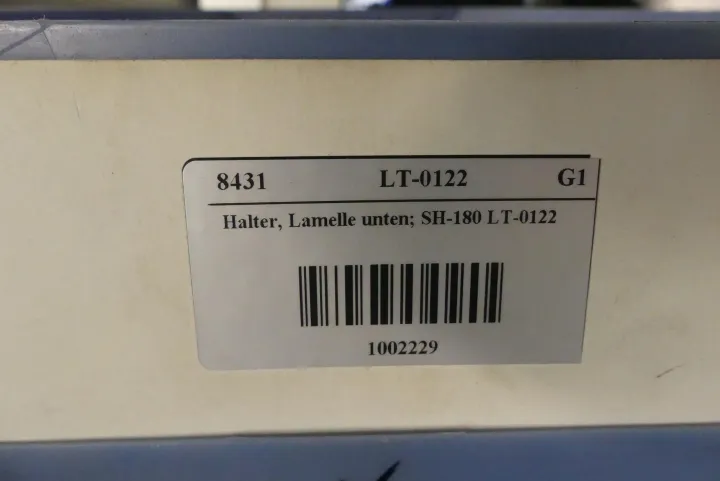 8431 LT-0122 G1
Halter, Lamelle unten; SH-180 LT-0122
1002229